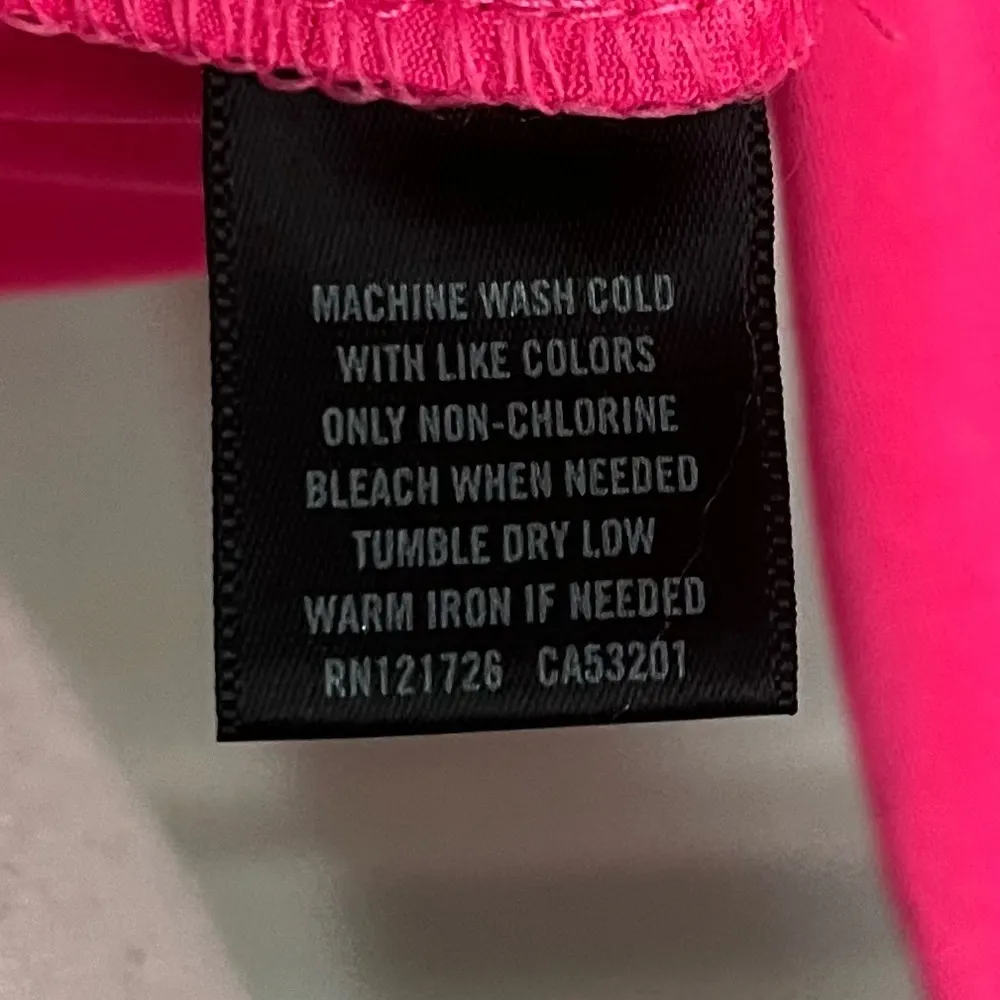 MACHINE WASH COLD
WITH LIKE COLORS
ONLY NON-CHLORINE
BLEACH WHEN NEEDED
TUMBLE DRY LOW
WARM IRON IF NEEDED
RN121726 CA53201